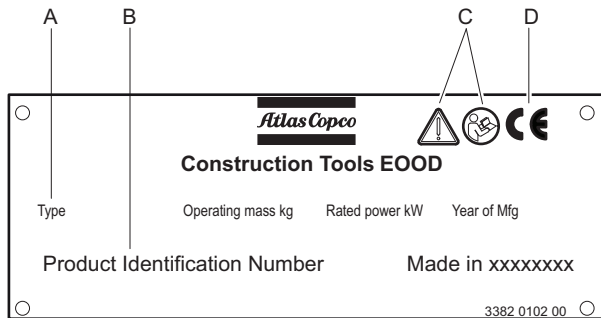 A B C D
Atlas Copco
CE
Construction Tools EOOD
Type Operating mass kg Rated power kW Year of Mfg
Product Identification Number Made in xxxxxxxx
3382 0102 00